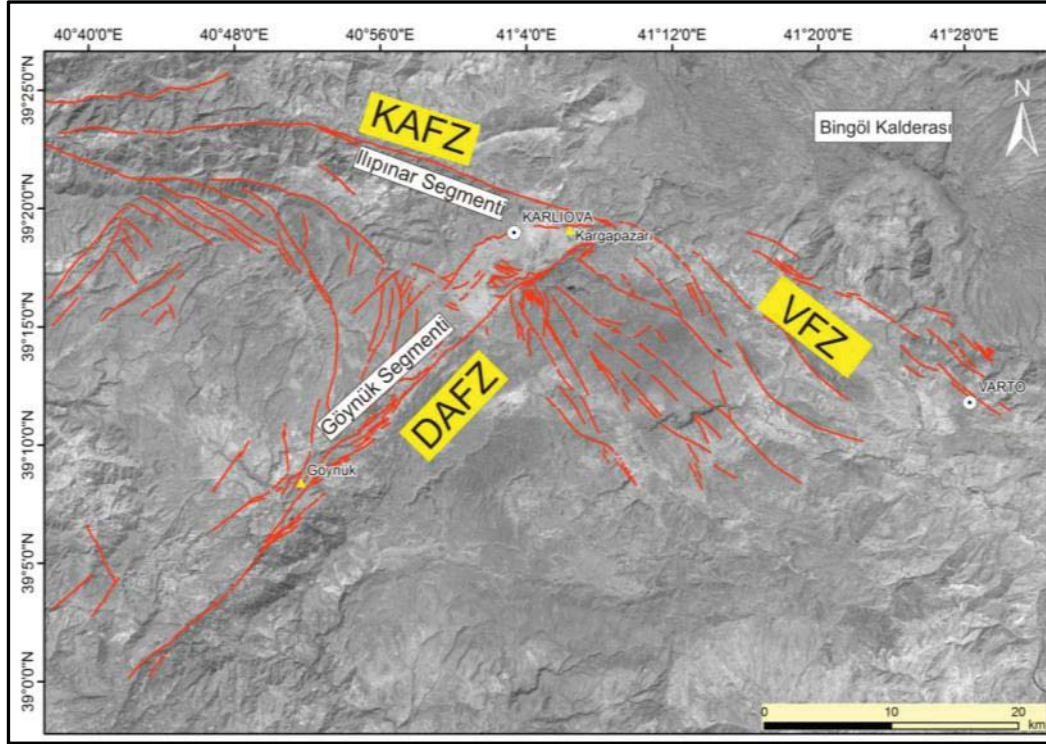 40°40'0"E 40°48'0"E 40°56'0"E 41°4'0"E 41°12'0"E 41°20'0"E 41°28'0"E
39°25'0"N
39°20'0"N
39°15'0"N
39°10'0"N
39°5'0"N
39°0'0"N
N
KAFZ
Bingöl Kalderası
Ilıpınar Segmenti
KARLIOVA
Kargapazarı
VFZ
Göynük Segmenti
DAFZ
VARTO
Göynük
0 10 20
km